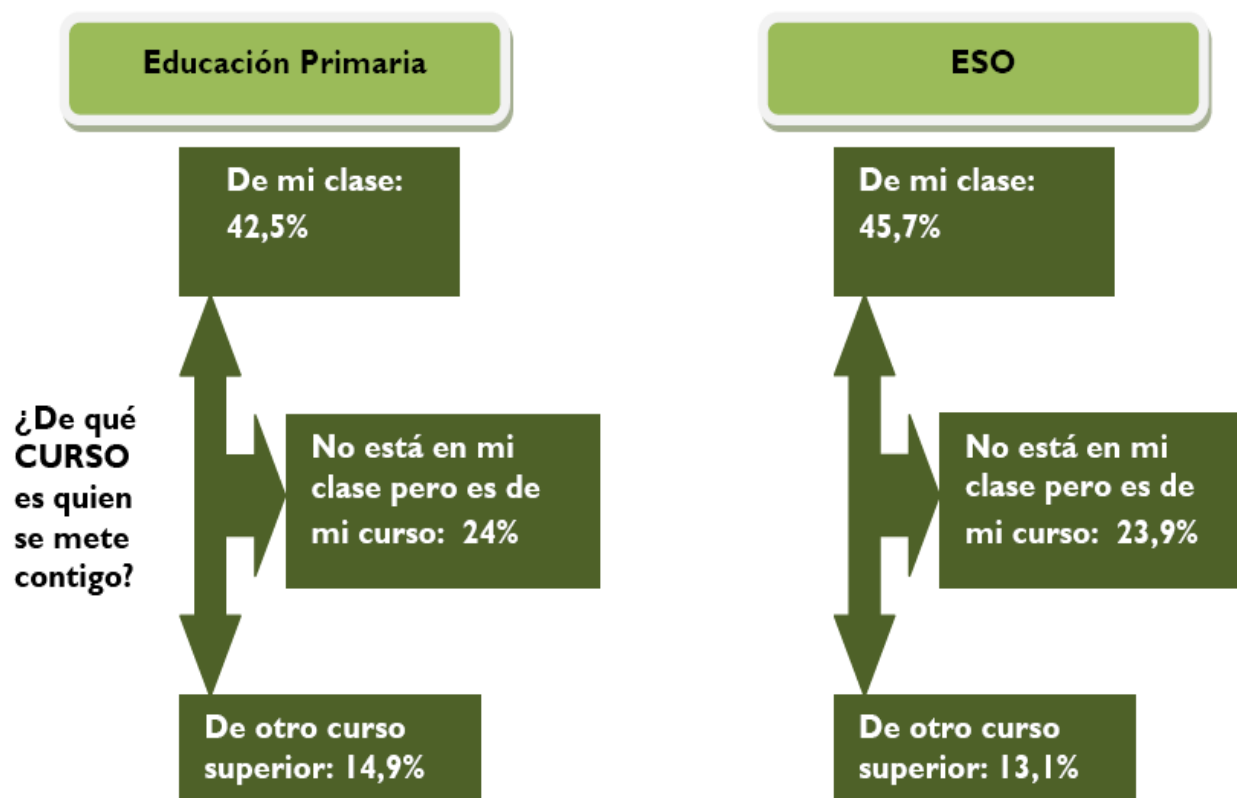 Educación Primaria
ESO
De mi clase:
42,5%
De mi clase:
45,7%
¿De qué
CURSO
es quien
se mete
contigo?
No está en mi
clase pero es de
mi curso: 24%
No está en mi
clase pero es de
mi curso: 23,9%
De otro curso
superior: 14,9%
De otro curso
superior: 13,1%